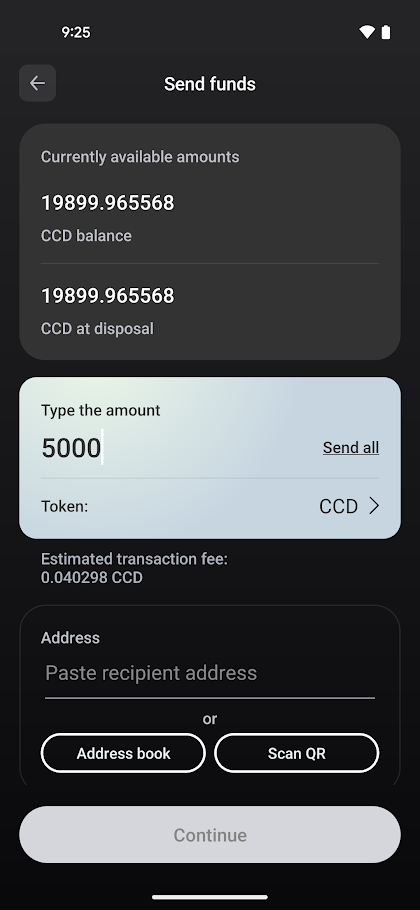 9:25
Send funds
Currently available amounts
19899.965568
CCD balance
19899.965568
CCD at disposal
Type the amount
5000
Send all
Token:
CCD
Estimated transaction fee:
0.040298 CCD
Address
Paste recipient address
or
Address book
Scan QR
Continue